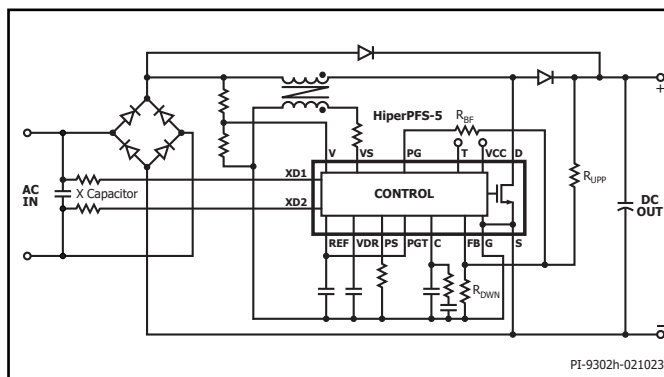 HiperPFS-5
R_BF
V VS PG T VCC D
XD1
AC
IN
X Capacitor
CONTROL
R_UPP
+
DC
OUT
XD2
REF VDR PS PGT C FB G S
R_DWN
−
PI-9302h-021023